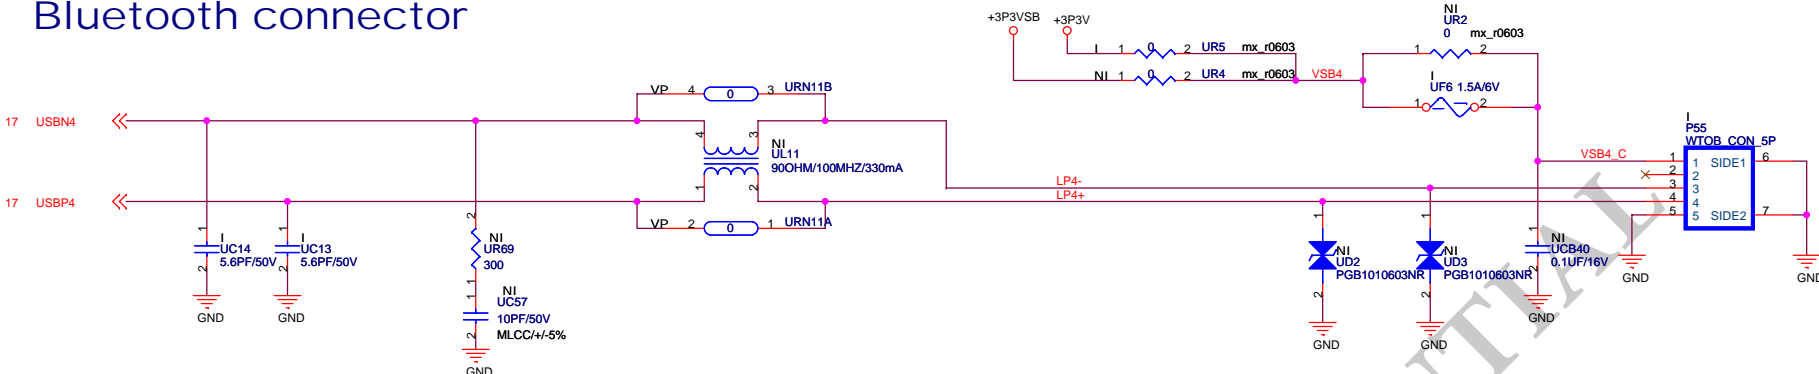 Bluetooth connector
+3P3VSB
+3P3V
NI
UR2
0 mx_r0603
1 2
I 1 0 2 UR5 mx_r0603
NI 1 0 2 UR4 mx_r0603
VSB4
I
UF6 1.5A/6V
1 2
VP 4 0 3 URN11B
17 USBN4
4 3
NI
UL11
90OHM/100MHZ/330mA
1 2
17 USBP4
VP 2 0 1 URN11A
I
P55
WTOB_CON_5P
VSB4_C
1 1 SIDE1 6
2 2
3 3
4 4
5 5 SIDE2 7
LP4-
LP4+
1
I
UC14
5.6PF/50V
2
GND
1
I
UC13
5.6PF/50V
2
GND
2
NI
UR69
300
1
1
NI
UC57
10PF/50V
MLCC/+/-5%
2
GND
1
NI
UD2
PGB1010603NR
2
GND
1
NI
UD3
PGB1010603NR
2
GND
1
NI
UCB40
0.1UF/16V
2
GND
GND
GND
NTIAL